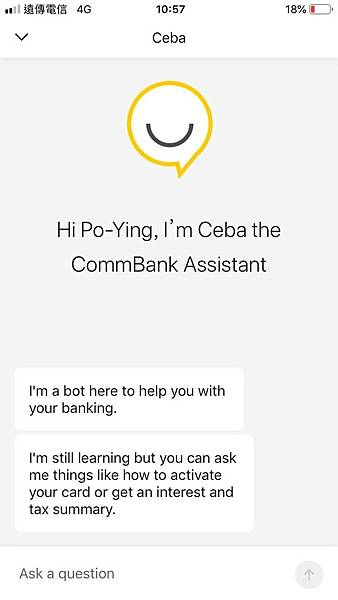 遠傳電信 4G 10:57 18%
Ceba
Hi Po-Ying, I'm Ceba the
CommBank Assistant
I'm a bot here to help you with
your banking.
I'm still learning but you can ask
me things like how to activate
your card or get an interest and
tax summary.
Ask a question